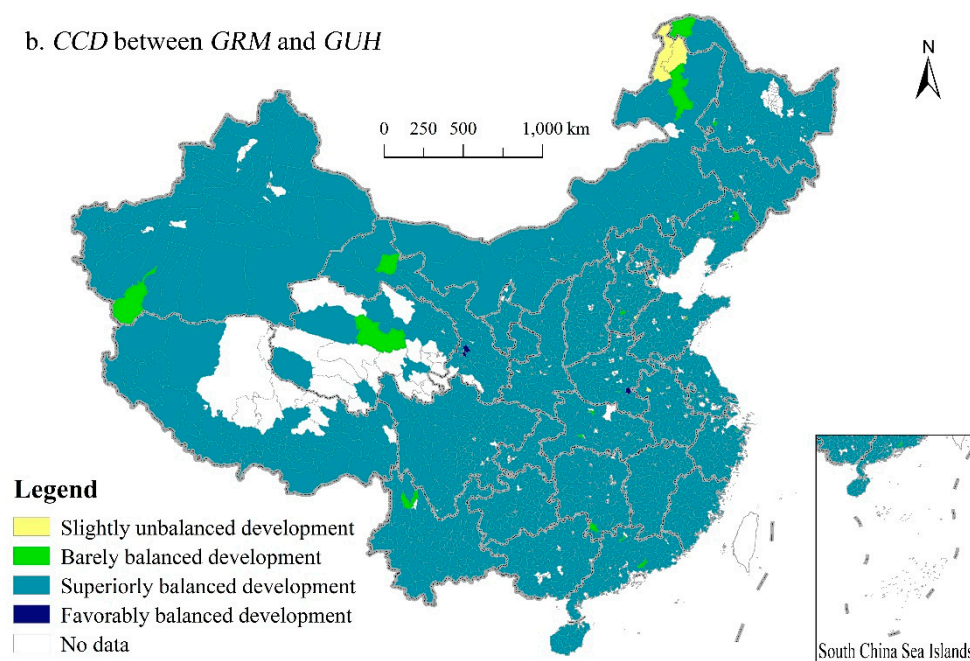 b. CCD between GRM and GUH
N
0 250 500 1,000 km
Legend
Slightly unbalanced development
Barely balanced development
Superiorly balanced development
Favorably balanced development
No data
South China Sea Islands